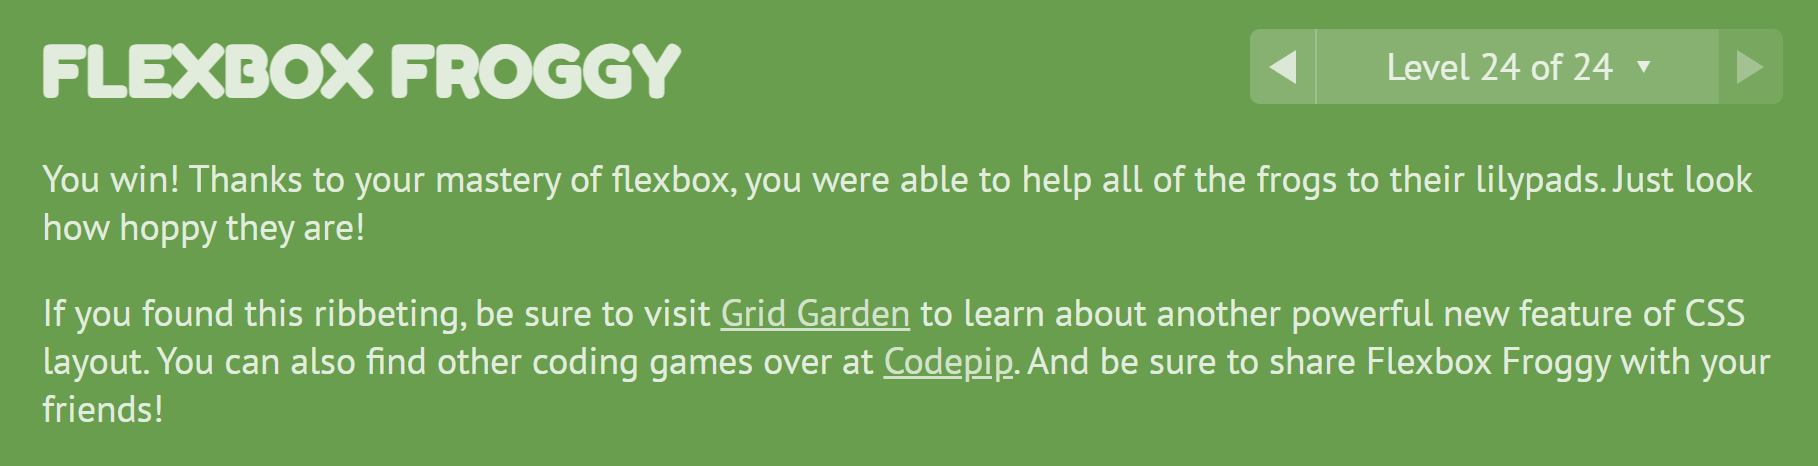 FLEXBOX FROGGY
Level 24 of 24
You win! Thanks to your mastery of flexbox, you were able to help all of the frogs to their lilypads. Just look
how hoppy they are!
If you found this ribbeting, be sure to visit Grid Garden to learn about another powerful new feature of CSS
layout. You can also find other coding games over at Codepip. And be sure to share Flexbox Froggy with your
friends!